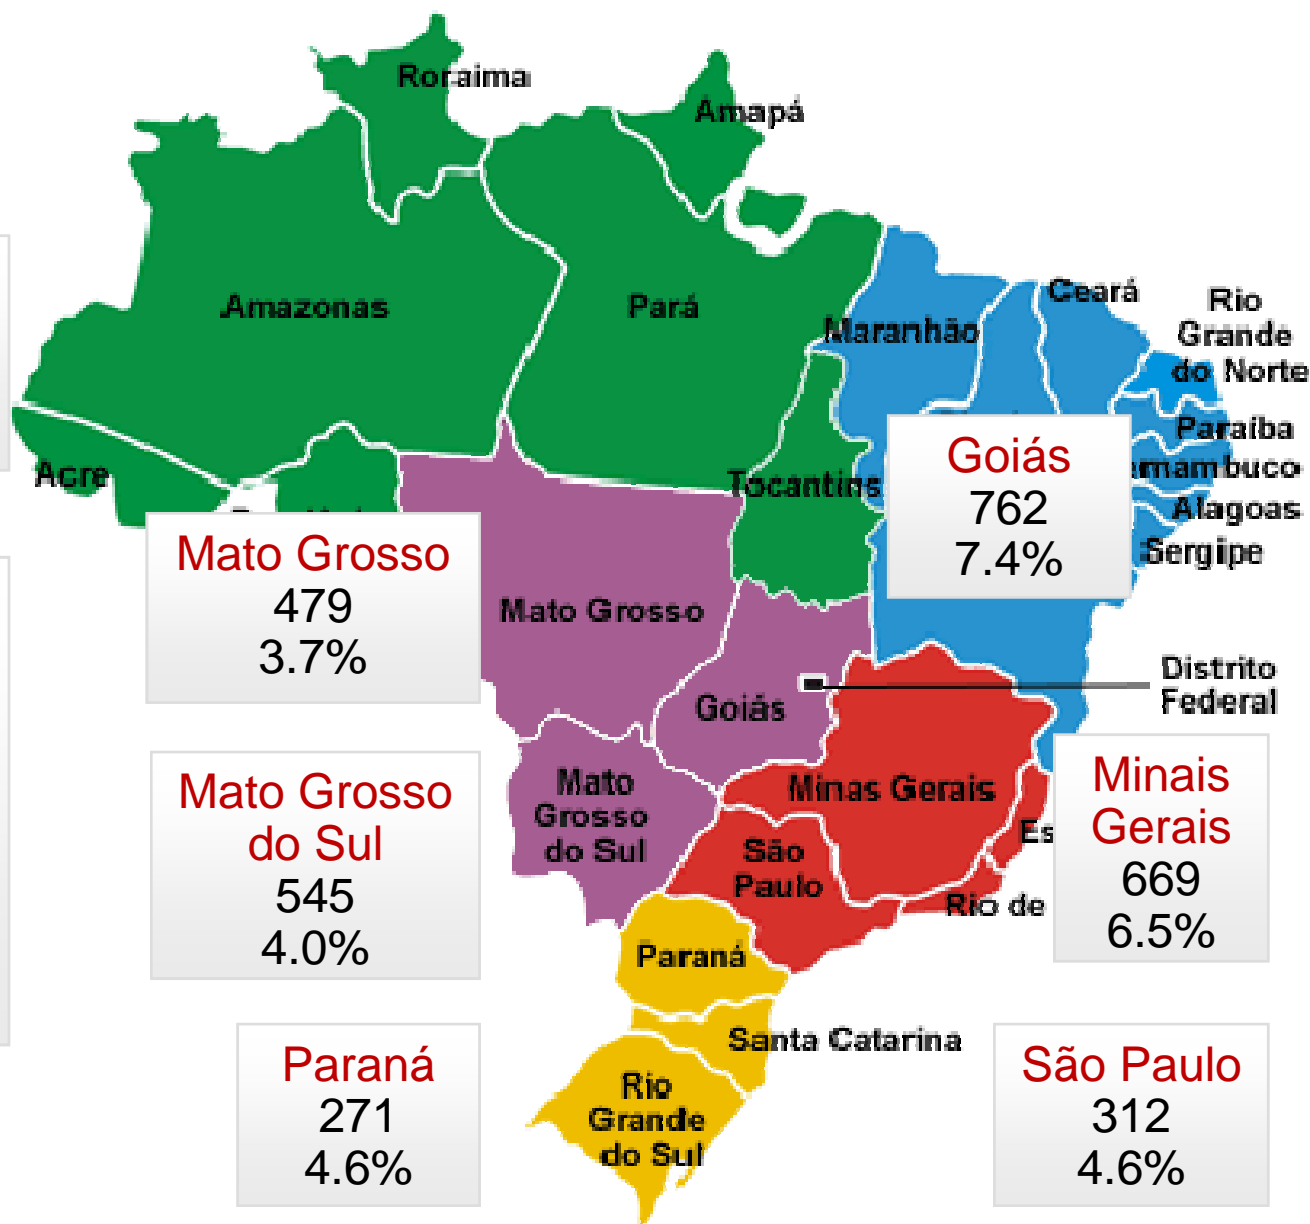 Roraima
Amapá
Amazonas
Pará
Maranhão
Ceará
Rio
Grande
do Norte
Paraíba
Acre
Tocantins
Goiás
762
7.4%
Alagoas
Sergipe
Mato Grosso
479
3.7%
Mato Grosso
Distrito
Federal
Goiás
Mato Grosso
do Sul
545
4.0%
Mato
Grosso
do Sul
Minas Gerais
Minais
Gerais
669
6.5%
São
Paulo
Rio de
Paraná
Santa Catarina
Paraná
271
4.6%
Rio
Grande
do Sul
São Paulo
312
4.6%